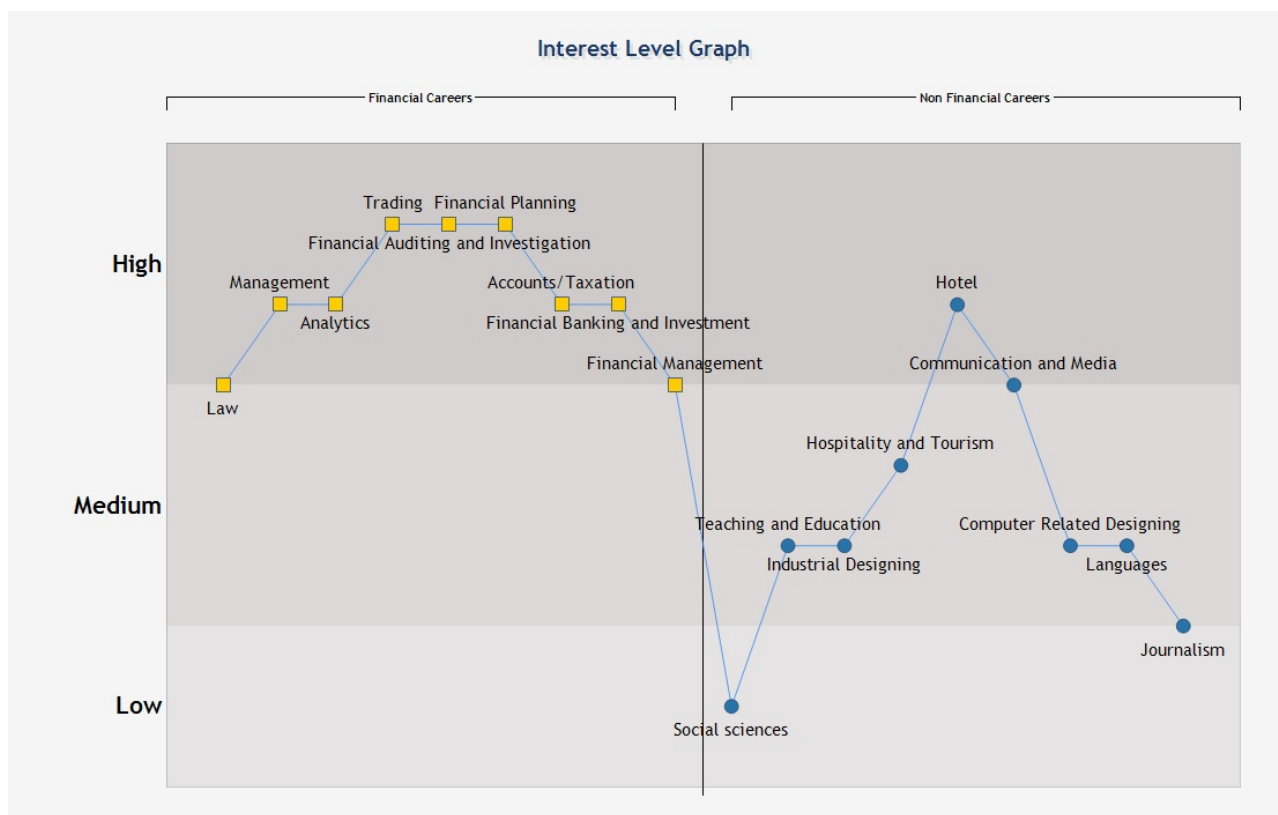 Interest Level Graph
Financial Careers
Non Financial Careers
Trading
Financial Planning
Financial Auditing and Investigation
High
Management
Accounts/Taxation
Hotel
Analytics
Financial Banking and Investment
Financial Management
Communication and Media
Law
Hospitality and Tourism
Medium
Teaching and Education
Computer Related Designing
Industrial Designing
Languages
Journalism
Low
Social sciences